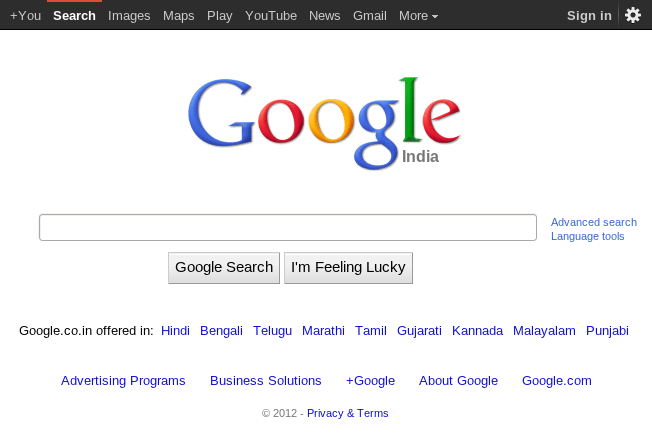 +You Search Images Maps Play YouTube News Gmail More Sign in
Google
India
Advanced search
Language tools
Google Search I'm Feeling Lucky
Google.co.in offered in: Hindi Bengali Telugu Marathi Tamil Gujarati Kannada Malayalam Punjabi
Advertising Programs Business Solutions +Google About Google Google.com
© 2012 - Privacy & Terms